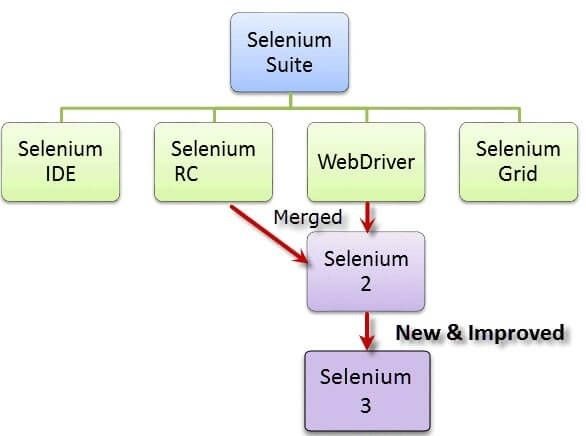 Selenium
Suite
Selenium
IDE
Selenium
RC
WebDriver
Selenium
Grid
Merged
Selenium
2
New & Improved
Selenium
3